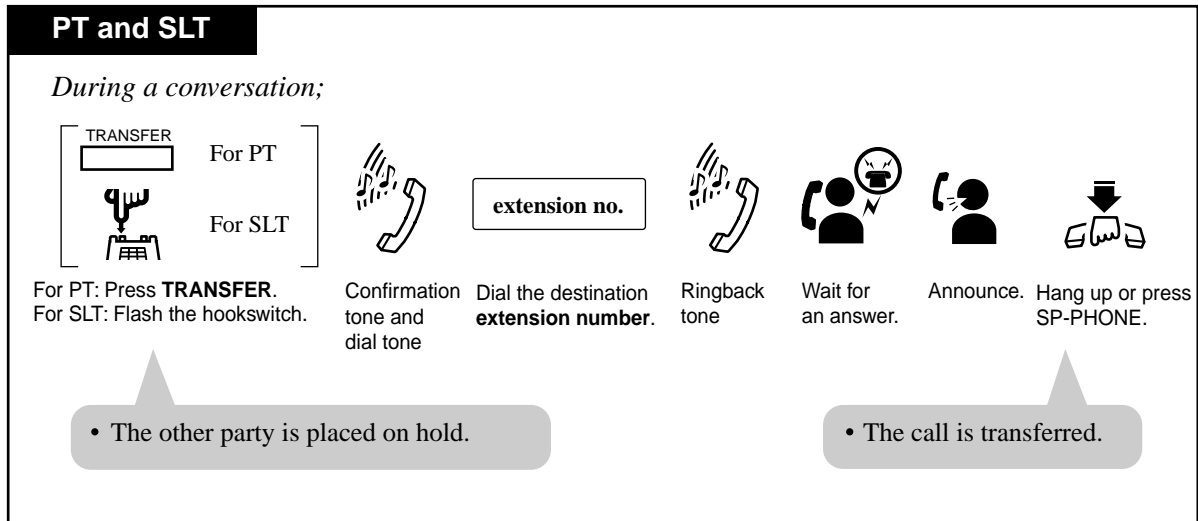 PT and SLT
During a conversation;
TRANSFER
For PT
For SLT
extension no.
For PT: Press TRANSFER.
For SLT: Flash the hookswitch.
Confirmation
tone and
dial tone
Dial the destination
extension number.
Ringback
tone
Wait for
an answer.
Announce.
Hang up or press
SP-PHONE.
• The other party is placed on hold.
• The call is transferred.